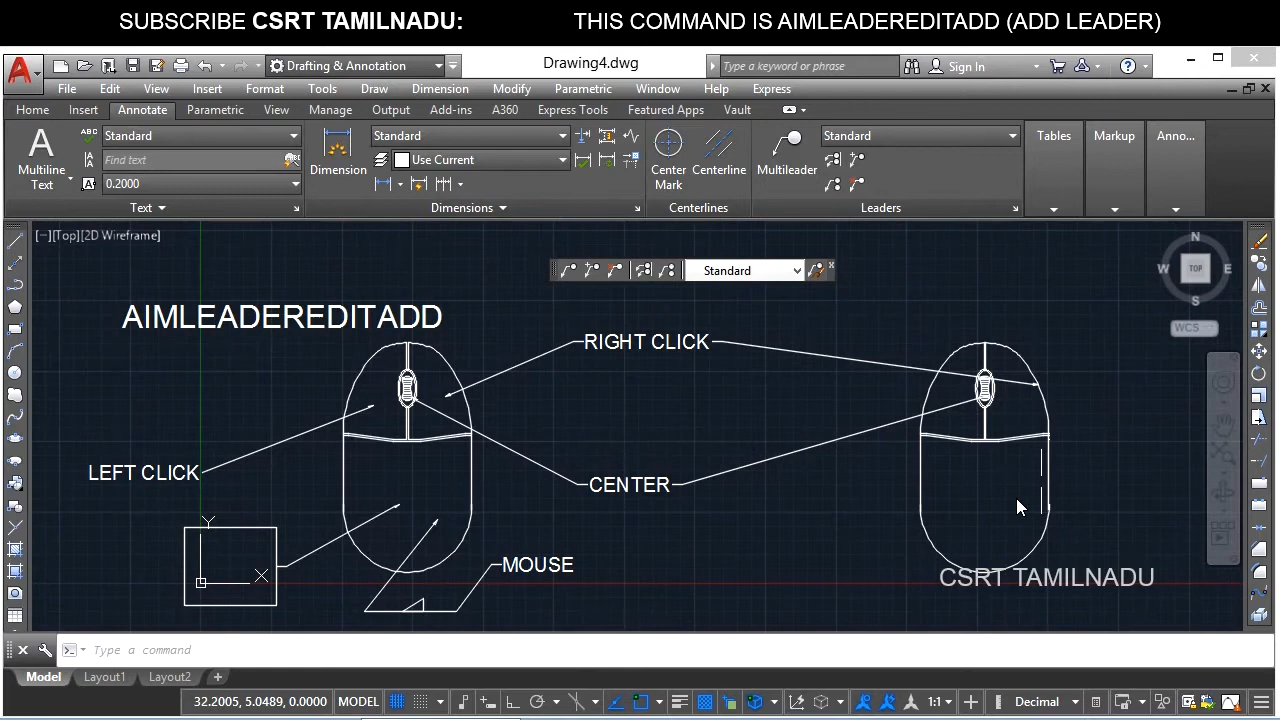 SUBSCRIBE CSRT TAMILNADU: THIS COMMAND IS AIMLEADEREDITADD (ADD LEADER)
Drafting & Annotation Drawing4.dwg Type a keyword or phrase Sign In
File Edit View Insert Format Tools Draw Dimension Modify Parametric Window Help Express
Home Insert Annotate Parametric View Manage Output Add-ins A360 Express Tools Featured Apps Vault
ABC Standard Standard Standard Tables Markup Anno...
Find text Use Current
Multiline Text Dimension Center Mark Centerline Multileader
0.2000
Text Dimensions Centerlines Leaders
[−][Top][2D Wireframe]
N
W TOP E
S
WCS
Standard
AIMLEADEREDITADD
RIGHT CLICK
LEFT CLICK
CENTER
Y
X
MOUSE
CSRT TAMILNADU
Type a command
Model Layout1 Layout2 +
32.2005, 5.0489, 0.0000 MODEL 1:1 Decimal